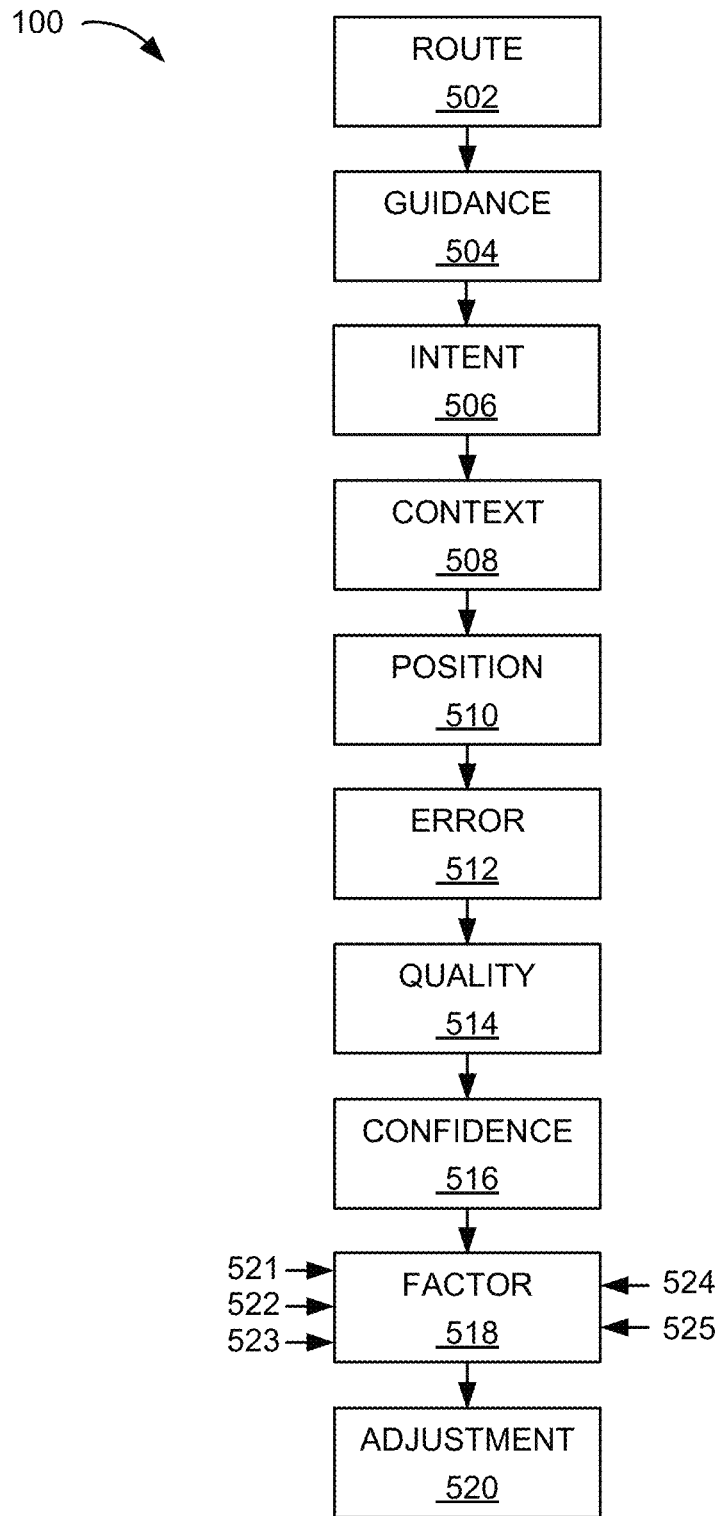 100
ROUTE
502
GUIDANCE
504
INTENT
506
CONTEXT
508
POSITION
510
ERROR
512
QUALITY
514
CONFIDENCE
516
521
522
523
FACTOR
518
524
525
ADJUSTMENT
520